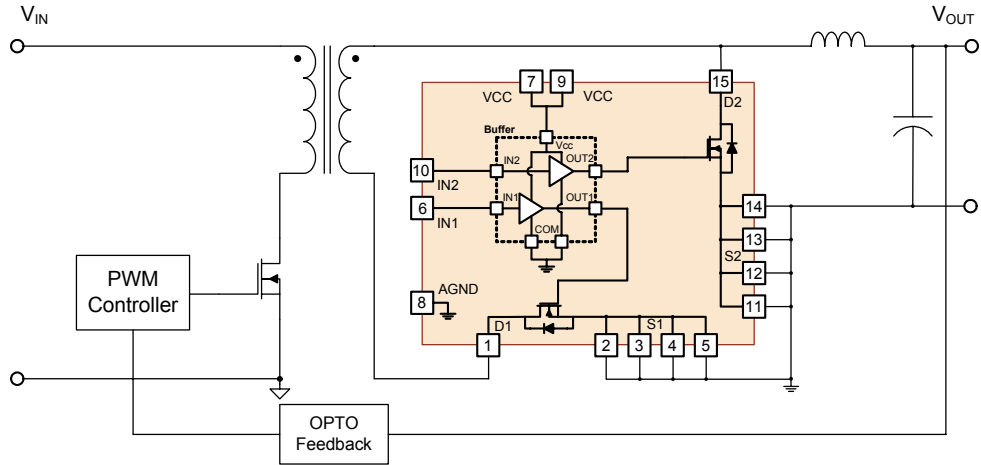 VIN
VOUT
7
9
15
VCC
VCC
D2
Buffer
Vcc
10
IN2
OUT2
IN2
6
IN1
OUT1
IN1
14
COM
13
S2
12
PWM
Controller
8
AGND
11
D1
S1
1
2
3
4
5
OPTO
Feedback